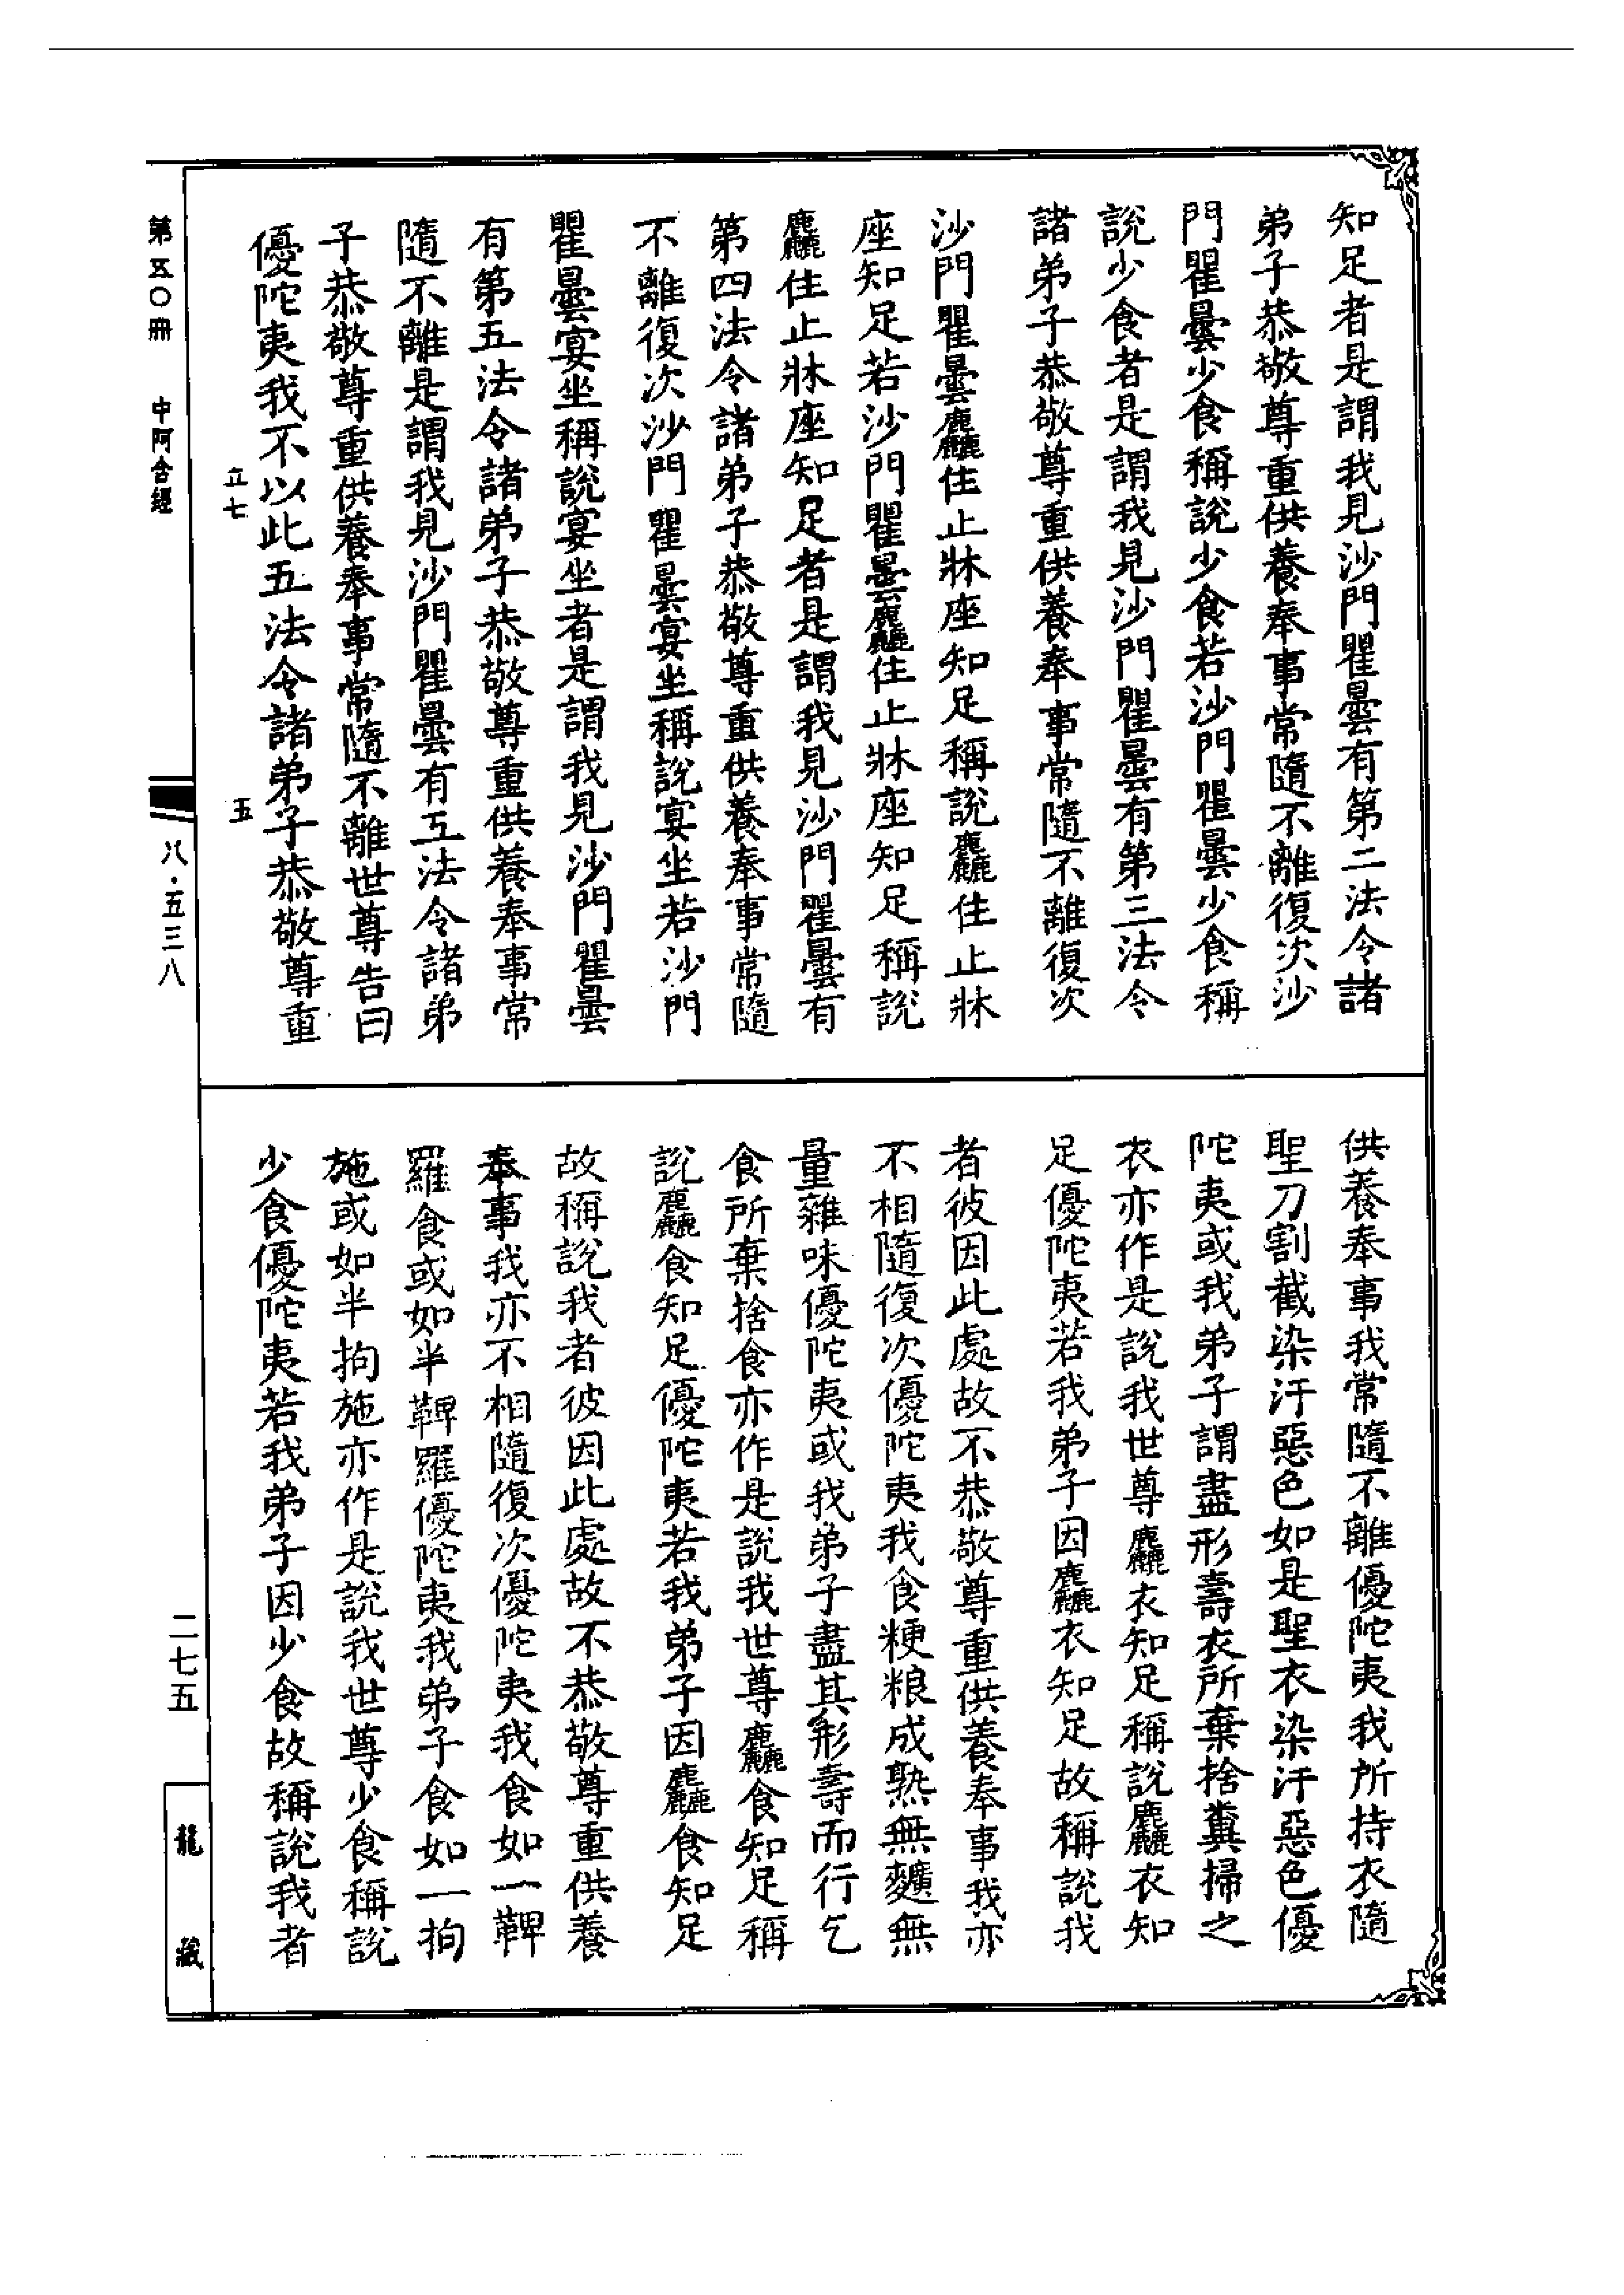 知足者是謂我見沙門瞿曇有第二法令諸
弟子恭敬尊重供養奉事常隨不離復次沙
門瞿曇少食稱說少食若沙門瞿曇少食稱
說少食者是謂我見沙門瞿曇有第三法令
諸弟子恭敬尊重供養奉事常隨不離復次
沙門瞿曇麤住止牀座知足稱說麤住止牀
座知足若沙門瞿曇麤住止牀座知足稱說
麤住止牀座知足者是謂我見沙門瞿曇有
第四法令諸弟子恭敬尊重供養奉事常隨
不離復次沙門瞿曇宴坐稱說宴坐若沙門
瞿曇宴坐稱說宴坐者是謂我見沙門瞿曇
有第五法令諸弟子恭敬尊重供養奉事常
隨不離是謂我見沙門瞿曇有五法令諸弟
子恭敬尊重供養奉事常隨不離世尊告曰
優陀夷我不以此五法令諸弟子恭敬尊重
供養奉事我常隨不離優陀夷我所持衣隨
聖刀割截染汙惡色如是聖衣染汙惡色優
陀夷或我弟子謂盡形壽衣所棄捨糞掃之
衣亦作是說我世尊麤衣知足稱說麤衣知
足優陀夷若我弟子因麤衣知足故稱說我
者彼因此處故不恭敬尊重供養奉事我亦
不相隨復次優陀夷我食粳粮成熟無䵃無
量雜味優陀夷或我弟子盡其形壽而行乞
食所棄捨食亦作是說我世尊麤食知足稱
說麤食知足優陀夷若我弟子因麤食知足
故稱說我者彼因此處故不恭敬尊重供養
奉事我亦不相隨復次優陀夷我食如一鞞
羅食或如半鞞羅優陀夷我弟子食如一拘
施或如半拘施亦作是說我世尊少食稱說
少食優陀夷若我弟子因少食故稱說我者
立七 五
第五〇冊 中阿含經 八·五三八 二七五 龍藏